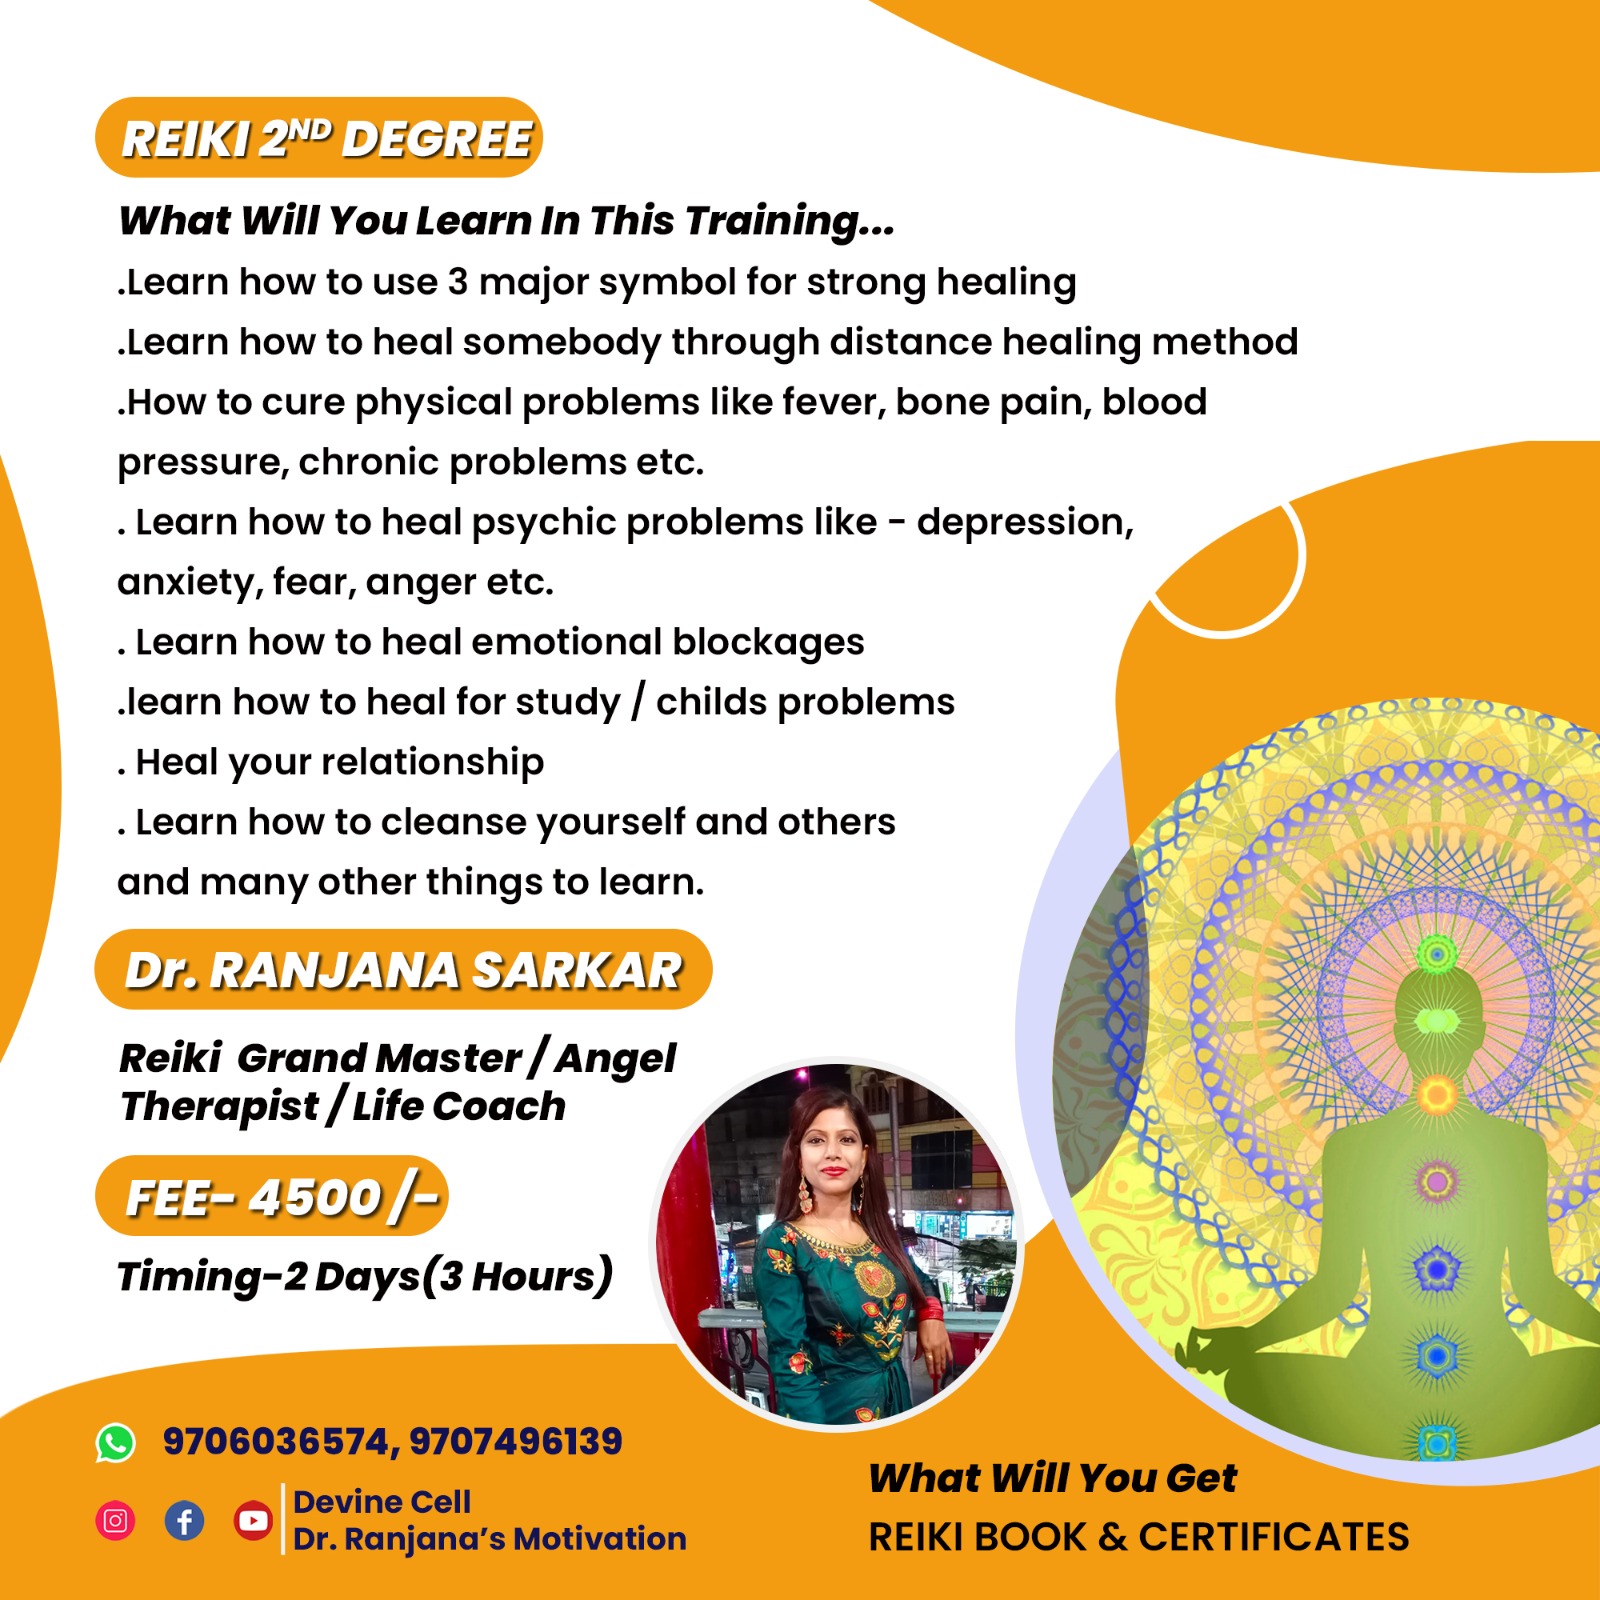 REIKI 2ND DEGREE
What Will You Learn In This Training...
.Learn how to use 3 major symbol for strong healing
.Learn how to heal somebody through distance healing method
.How to cure physical problems like fever, bone pain, blood
pressure, chronic problems etc.
. Learn how to heal psychic problems like - depression,
anxiety, fear, anger etc.
. Learn how to heal emotional blockages
.learn how to heal for study / childs problems
. Heal your relationship
. Learn how to cleanse yourself and others
and many other things to learn.
Dr. RANJANA SARKAR
Reiki Grand Master / Angel
Therapist / Life Coach
FEE- 4500 /-
Timing-2 Days(3 Hours)
9706036574, 9707496139
Devine Cell
Dr. Ranjana's Motivation
What Will You Get
REIKI BOOK & CERTIFICATES